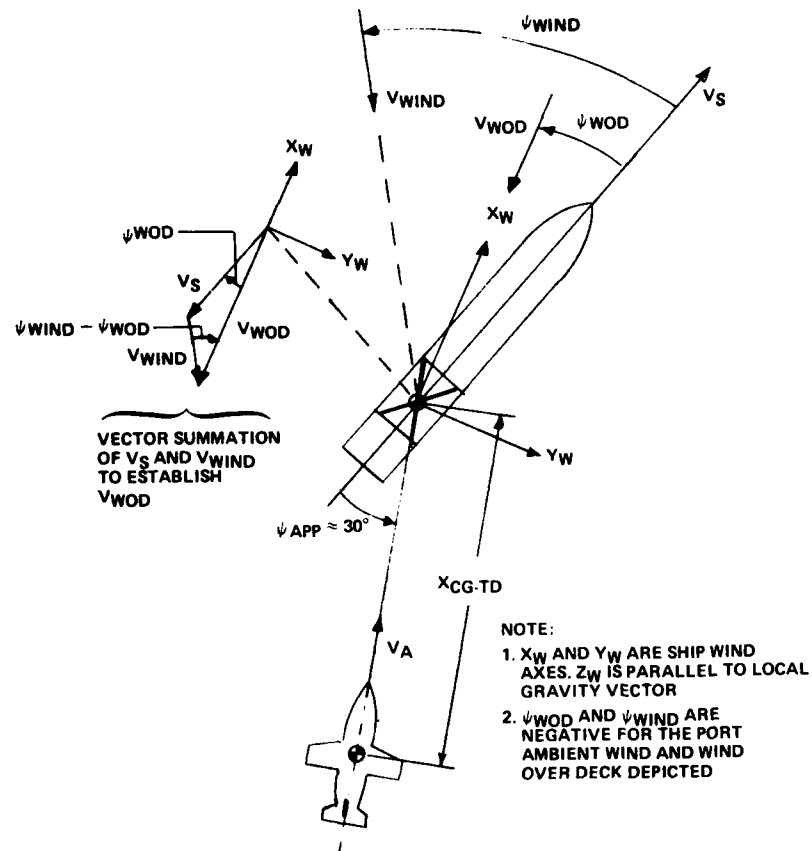 ψWIND
VS
VWIND
VWOD
ψWOD
XW
XW
ψWOD
YW
VS
ψWIND – ψWOD
VWOD
VWIND
VECTOR SUMMATION
OF VS AND VWIND
TO ESTABLISH
VWOD
YW
ψAPP ≈ 30°
XCG-TD
VA
NOTE:
1. XW AND YW ARE SHIP WIND
AXES. ZW IS PARALLEL TO LOCAL
GRAVITY VECTOR
2. ψWOD AND ψWIND ARE
NEGATIVE FOR THE PORT
AMBIENT WIND AND WIND
OVER DECK DEPICTED